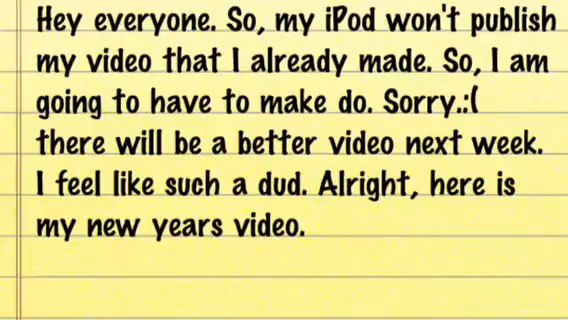 Hey everyone. So, my iPod won't publish
my video that I already made. So, I am
going to have to make do. Sorry.:(
there will be a better video next week.
I feel like such a dud. Alright, here is
my new years video.